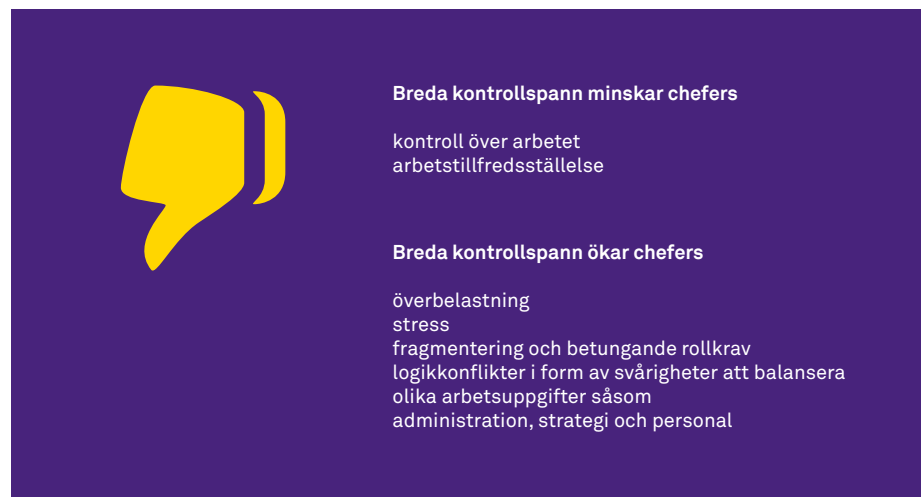 Breda kontrollspann minskar chefers
kontroll över arbetet
arbetstillfredsställelse
Breda kontrollspann ökar chefers
överbelastning
stress
fragmentering och betungande rollkrav
logikkonflikter i form av svårigheter att balansera
olika arbetsuppgifter såsom
administration, strategi och personal